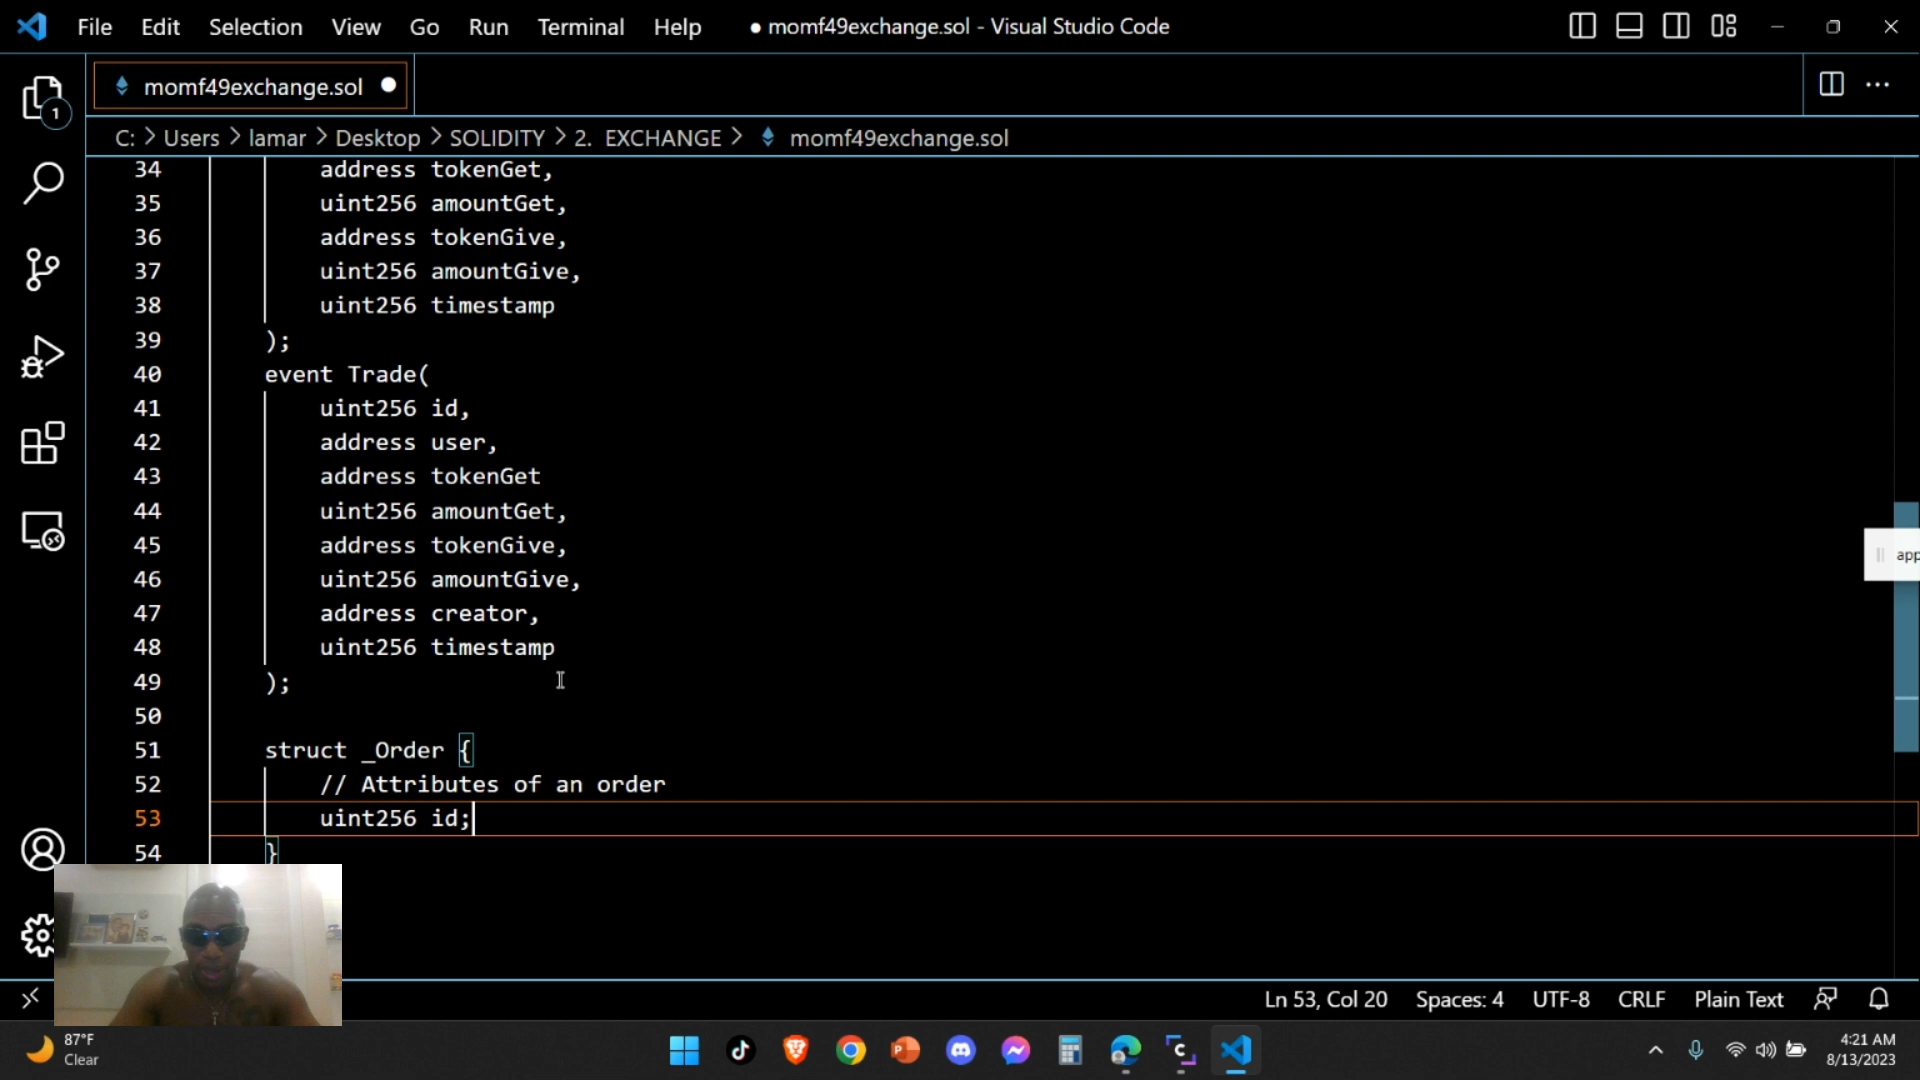 File Edit Selection View Go Run Terminal Help ● momf49exchange.sol - Visual Studio Code
momf49exchange.sol
1
C: > Users > lamar > Desktop > SOLIDITY > 2. EXCHANGE > momf49exchange.sol
34 address tokenGet,
35 uint256 amountGet,
36 address tokenGive,
37 uint256 amountGive,
38 uint256 timestamp
39 );
40 event Trade(
41 uint256 id,
42 address user,
43 address tokenGet
44 uint256 amountGet,
45 address tokenGive,
46 uint256 amountGive,
47 address creator,
48 uint256 timestamp
49 );
50
51 struct _Order {
52 // Attributes of an order
53 uint256 id;
54 }
app
Ln 53, Col 20 Spaces: 4 UTF-8 CRLF Plain Text
87°F
Clear
4:21 AM
8/13/2023